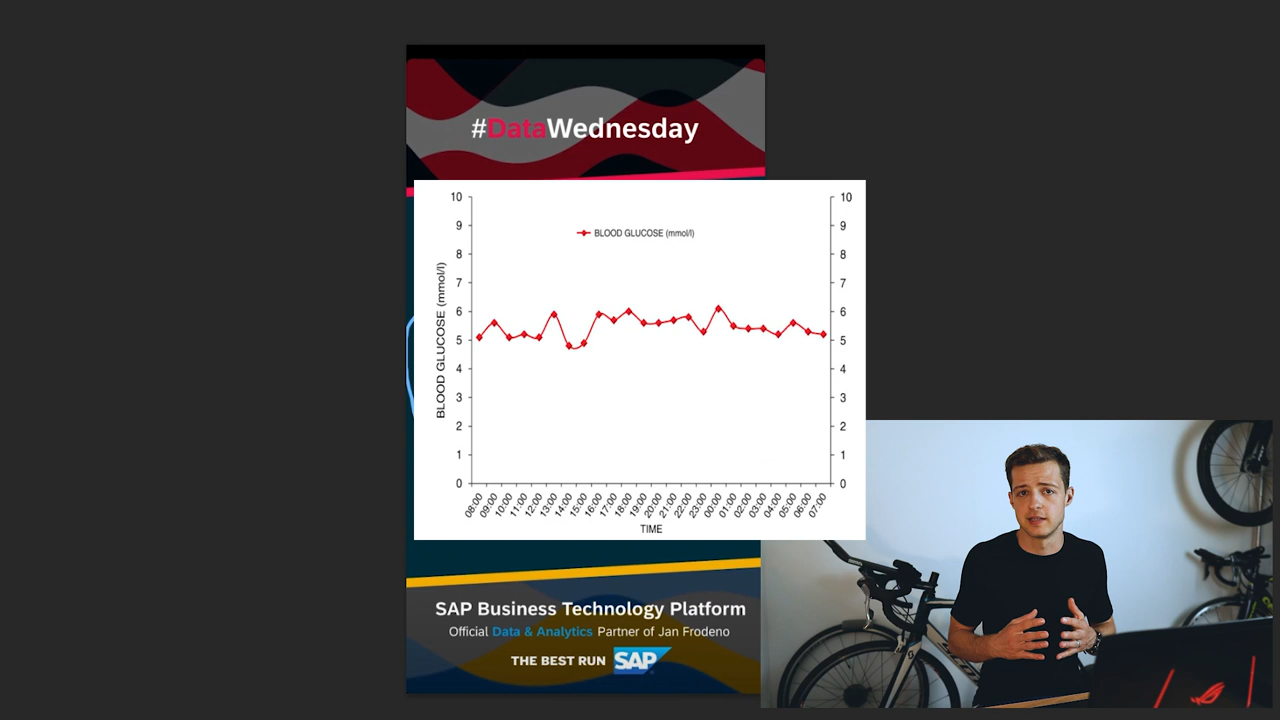 #DataWednesday
BLOOD GLUCOSE (mmol/l)
BLOOD GLUCOSE (mmol/l)
10
9
8
7
6
5
4
3
2
1
0
10
9
8
7
6
5
4
3
2
1
0
08:00 09:00 10:00 11:00 12:00 13:00 14:00 15:00 16:00 17:00 18:00 19:00 20:00 21:00 22:00 23:00 00:00 01:00 02:00 03:00 04:00 05:00 06:00 07:00
TIME
SAP Business Technology Platform
Official Data & Analytics Partner of Jan Frodeno
THE BEST RUN SAP